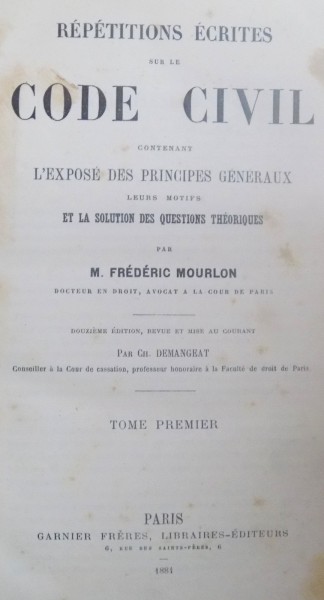 RÉPÉTITIONS ÉCRITES
SUR LE
CODE CIVIL
CONTENANT
L'EXPOSÉ DES PRINCIPES GÉNÉRAUX
LEURS MOTIFS
ET LA SOLUTION DES QUESTIONS THÉORIQUES
PAR
M. FRÉDÉRIC MOURLON
DOCTEUR EN DROIT, AVOCAT A LA COUR DE PARIS
DOUZIÈME ÉDITION, REVUE ET MISE AU COURANT
PAR CH. DEMANGEAT
Conseiller à la Cour de cassation, professeur honoraire à la Faculté de droit de Paris.
TOME PREMIER
PARIS
GARNIER FRÈRES, LIBRAIRES-ÉDITEURS
6, RUE DES SAINTS-PÈRES, 6
1884